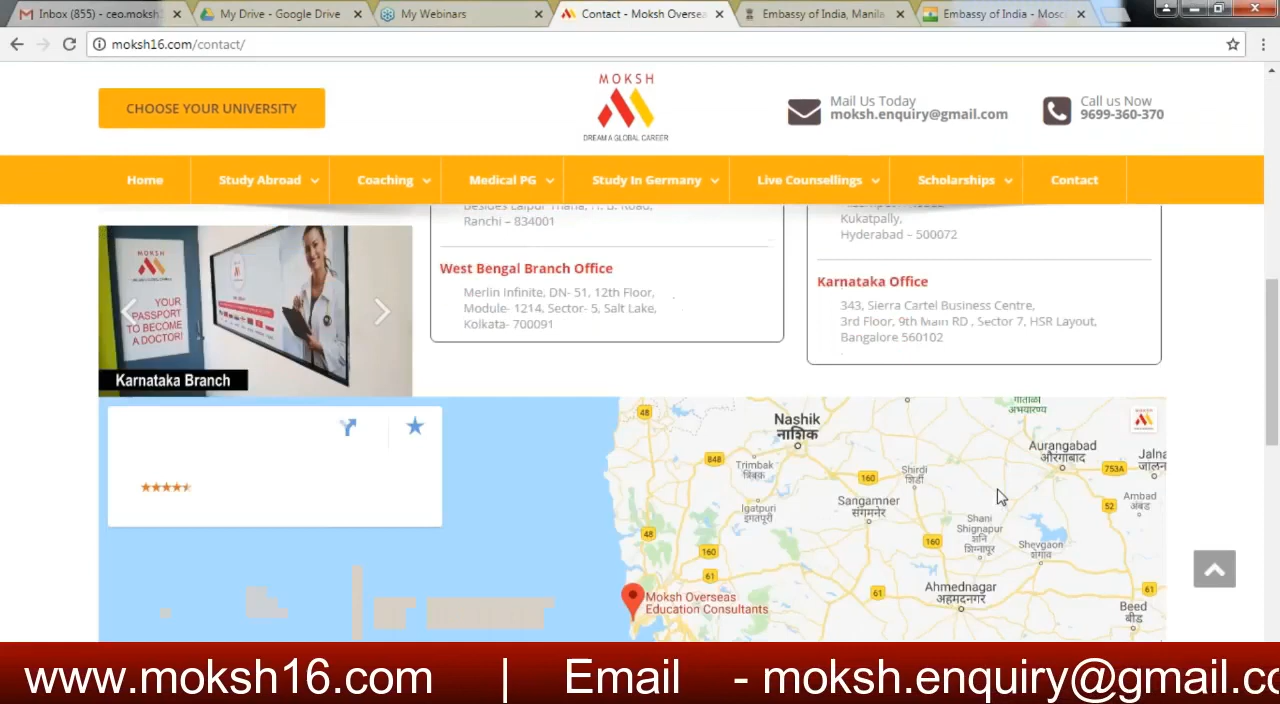 Inbox (855) - ceo.moksh
My Drive - Google Drive
My Webinars
Contact - Moksh Oversea
Embassy of India, Manila
Embassy of India - Mosc
moksh16.com/contact/
CHOOSE YOUR UNIVERSITY
MOKSH
DREAM A GLOBAL CAREER
Mail Us Today
moksh.enquiry@gmail.com
Call us Now
9699-360-370
Home
Study Abroad
Coaching
Medical PG
Study In Germany
Live Counsellings
Scholarships
Contact
MOKSH
YOUR
PASSPORT
TO BECOME
A DOCTOR!
Karnataka Branch
Ranchi – 834001
West Bengal Branch Office
Merlin Infinite, DN- 51, 12th Floor,
Module- 1214, Sector- 5, Salt Lake,
Kolkata- 700091
Kukatpally,
Hyderabad – 500072
Karnataka Office
343, Sierra Cartel Business Centre,
3rd Floor, 9th Main RD , Sector 7, HSR Layout,
Bangalore 560102
48
Nashik
नाशिक
848
Trimbak
त्रिंबक
160
Shirdi
शिर्डी
Aurangabad
औरंगाबाद
753A
Jalna
जालना
Igatpuri
इगतपुरी
Sangamner
संगमनेर
Ambad
अंबड
52
48
160
160
Shani
Shignapur
शनि
शिंगणापूर
Shevgaon
शेवगाव
61
61
Ahmednagar
अहमदनगर
61
Beed
बीड
Moksh Overseas
Education Consultants
www.moksh16.com | Email - moksh.enquiry@gmail.co